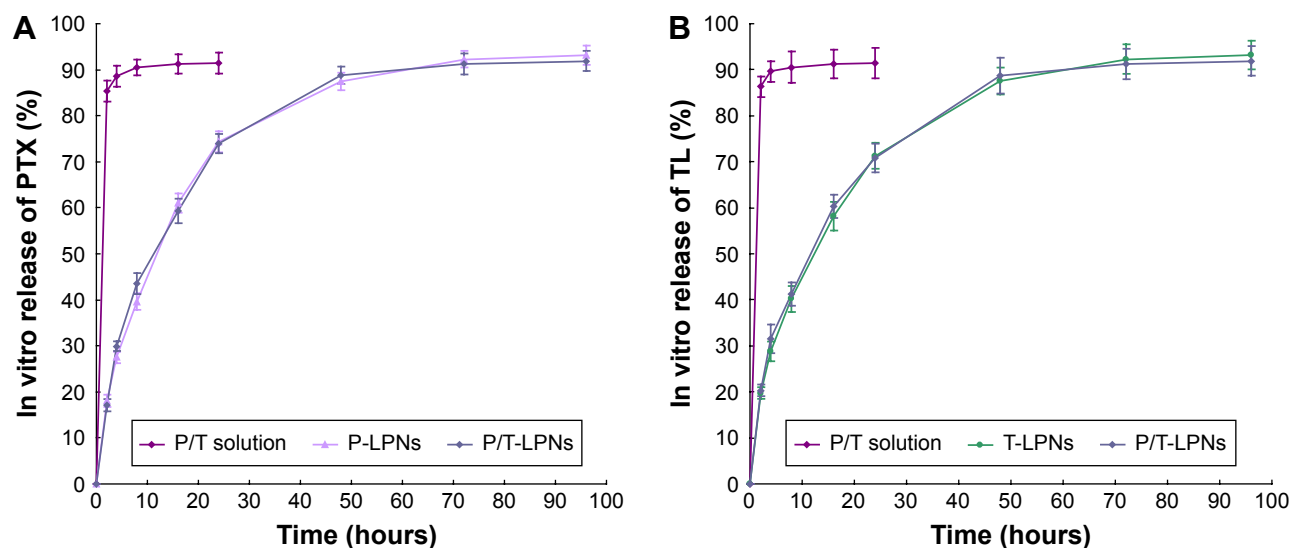 A
In vitro release of PTX (%)
100
90
80
70
60
50
40
30
20
10
0
P/T solution P-LPNs P/T-LPNs
0 10 20 30 40 50 60 70 80 90 100
Time (hours)
B
In vitro release of TL (%)
100
90
80
70
60
50
40
30
20
10
0
P/T solution T-LPNs P/T-LPNs
0 10 20 30 40 50 60 70 80 90 100
Time (hours)